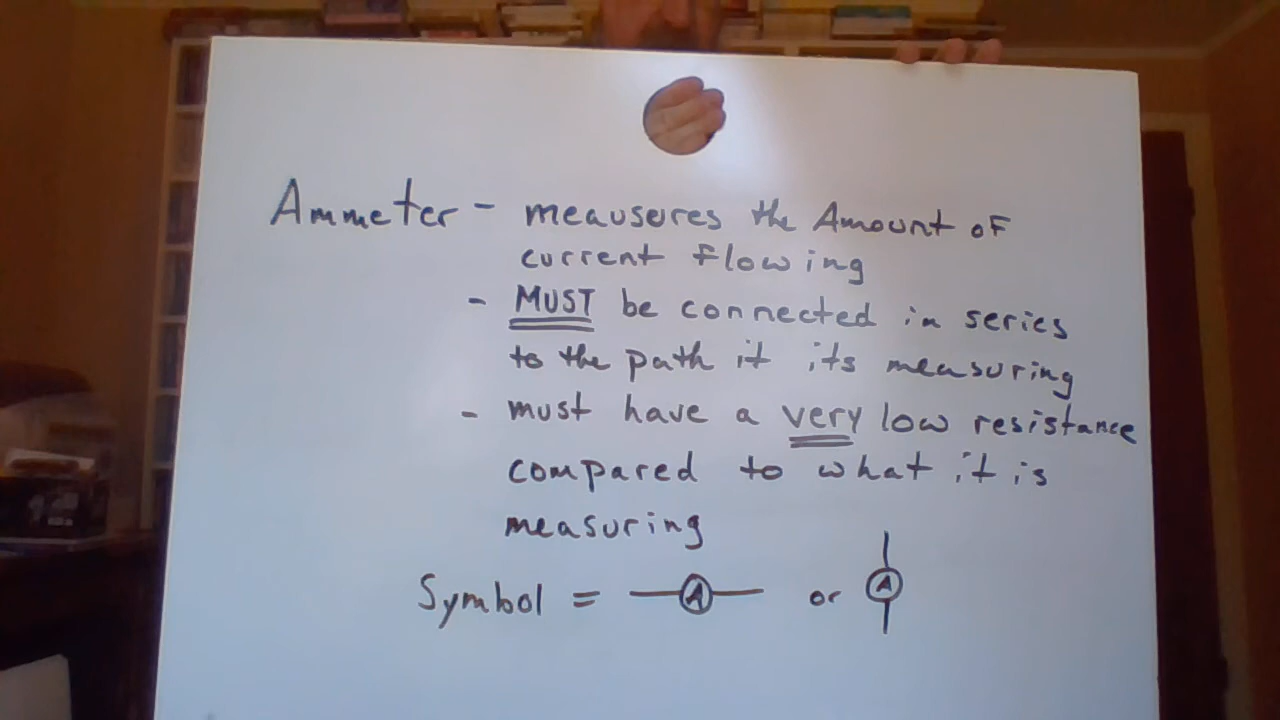 Ammeter - meausures the Amount of
current flowing
- MUST be connected in series
to the path it its measuring
- must have a very low resistance
compared to what it is
measuring
Symbol = A or A